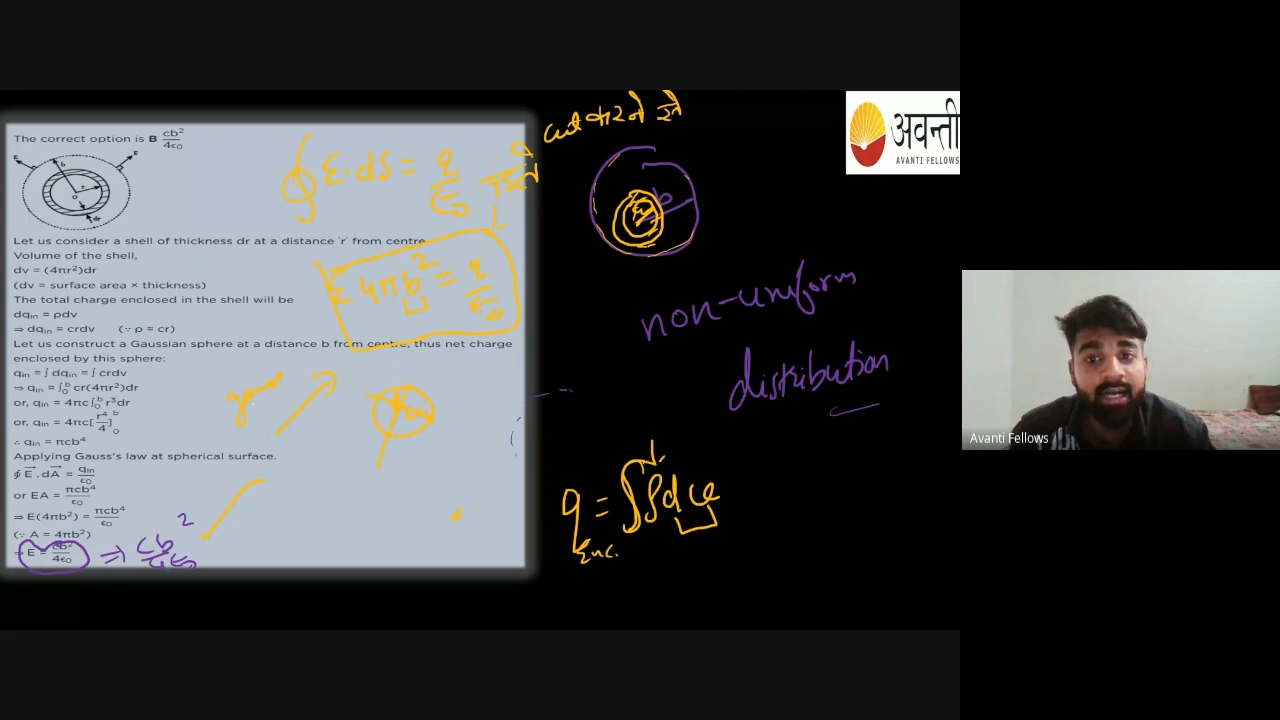 The correct option is B cb²/4ε₀
Let us consider a shell of thickness dr at a distance 'r' from centre
Volume of the shell,
dv = (4πr²)dr
(dv = surface area × thickness)
The total charge enclosed in the shell will be
dqᵢₙ = ρdv
⇒ dqᵢₙ = crdv (∵ ρ = cr)
Let us construct a Gaussian sphere at a distance b from centre, thus net charge
enclosed by this sphere:
qᵢₙ = ∫ dqᵢₙ = ∫ crdv
⇒ qᵢₙ = ∫₀ᵇ cr(4πr²)dr
or, qᵢₙ = 4πc∫₀ᵇ r³dr
or, qᵢₙ = 4πc[r⁴/4]₀ᵇ
∴ qᵢₙ = πcb⁴
Applying Gauss's law at spherical surface.
∮ E⃗ . dA⃗ = qᵢₙ/ε₀
or EA = πcb⁴/ε₀
⇒ E(4πb²) = πcb⁴/ε₀
(∵ A = 4πb²)
⇒ E = cb²/4ε₀
∮ E·ds = q/ε₀
E 4πb² = q/ε₀
b
non-uniform
distribution
q enc. = ∫ρdv
अवन्ती
AVANTI FELLOWS
Avanti Fellows